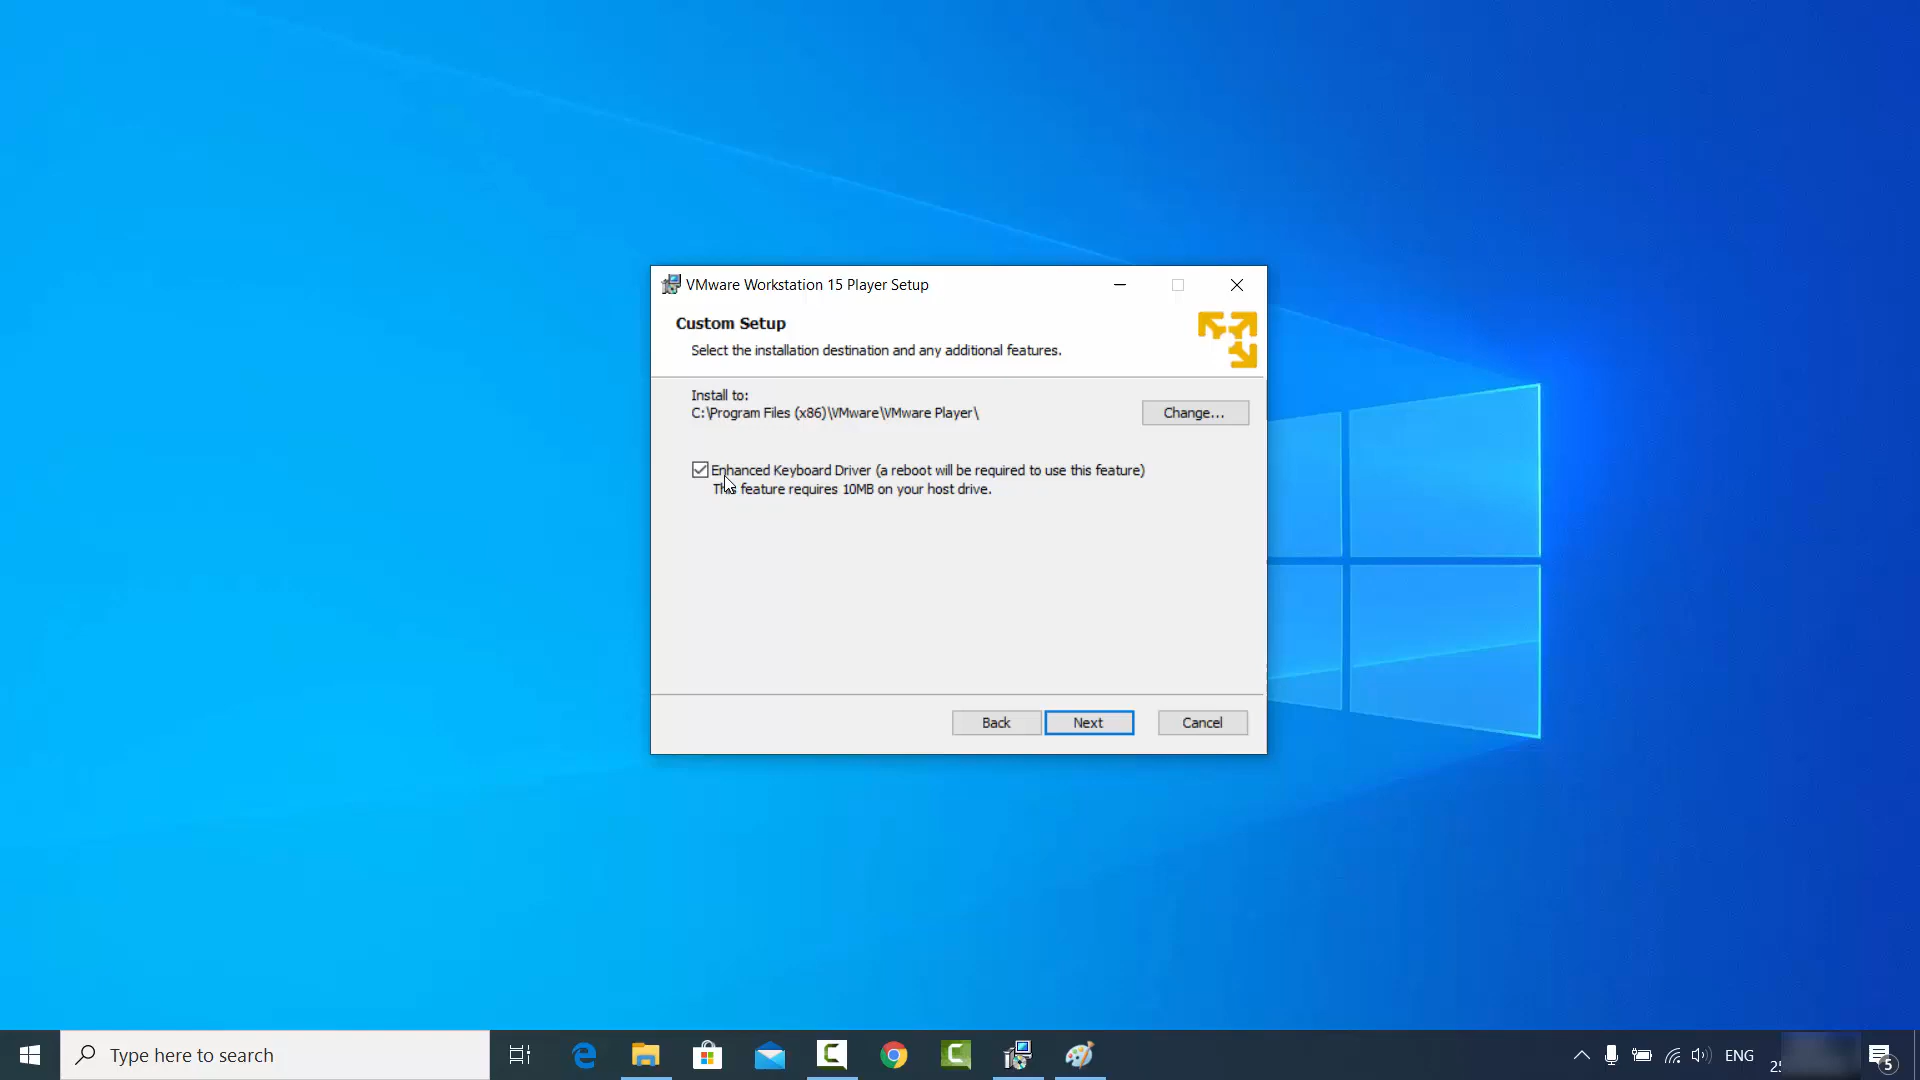 VMware Workstation 15 Player Setup
Custom Setup
Select the installation destination and any additional features.
Install to:
C:\Program Files (x86)\VMware\VMware Player\
Change...
Enhanced Keyboard Driver (a reboot will be required to use this feature)
This feature requires 10MB on your host drive.
Back
Next
Cancel
Type here to search
ENG
5